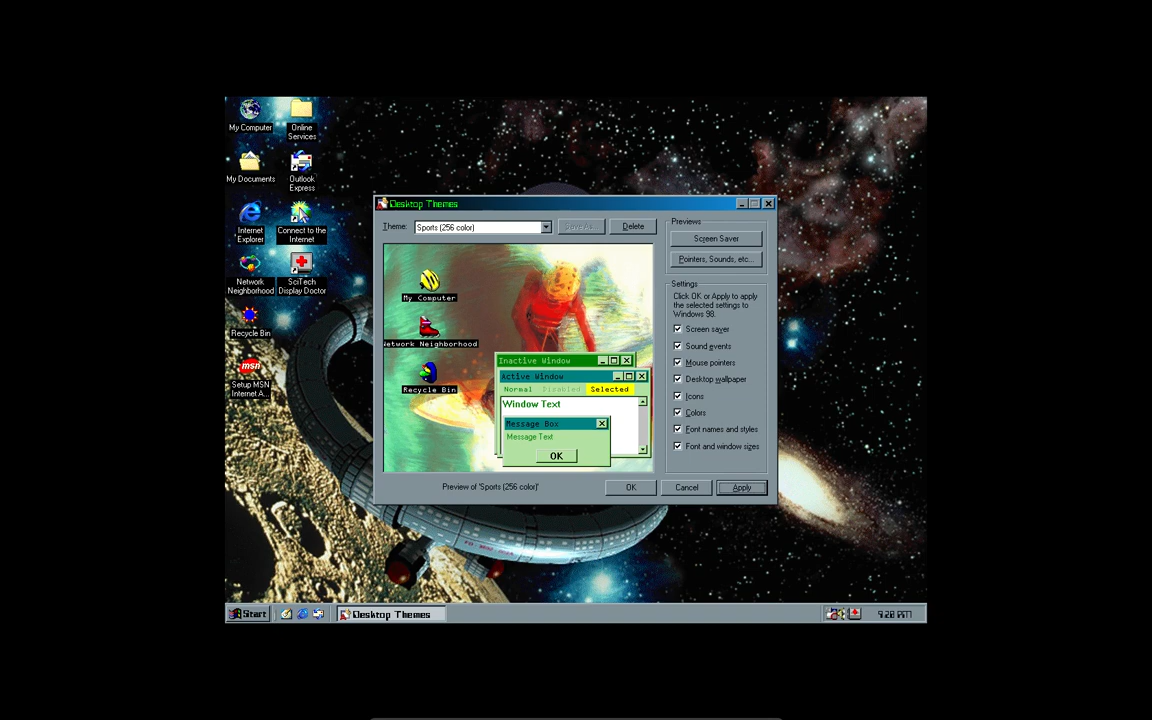 My Computer
Online
Services
My Documents
Outlook
Express
Internet
Explorer
Connect to the
Internet
Network
Neighborhood
SciTech
Display Doctor
Recycle Bin
msn
Setup MSN
Internet A...
Desktop Themes
Theme:
Sports (256 color)
Save As...
Delete
Previews
Screen Saver
Pointers, Sounds, etc...
My Computer
Network Neighborhood
Recycle Bin
Inactive Window
Active Window
Normal
Disabled
Selected
Window Text
Message Box
Message Text
OK
Settings
Click OK or Apply to apply
the selected settings to
Windows 98.
Screen saver
Sound events
Mouse pointers
Desktop wallpaper
Icons
Colors
Font names and styles
Font and window sizes
Preview of 'Sports (256 color)'
OK
Cancel
Apply
Start
Desktop Themes
9:20 PM